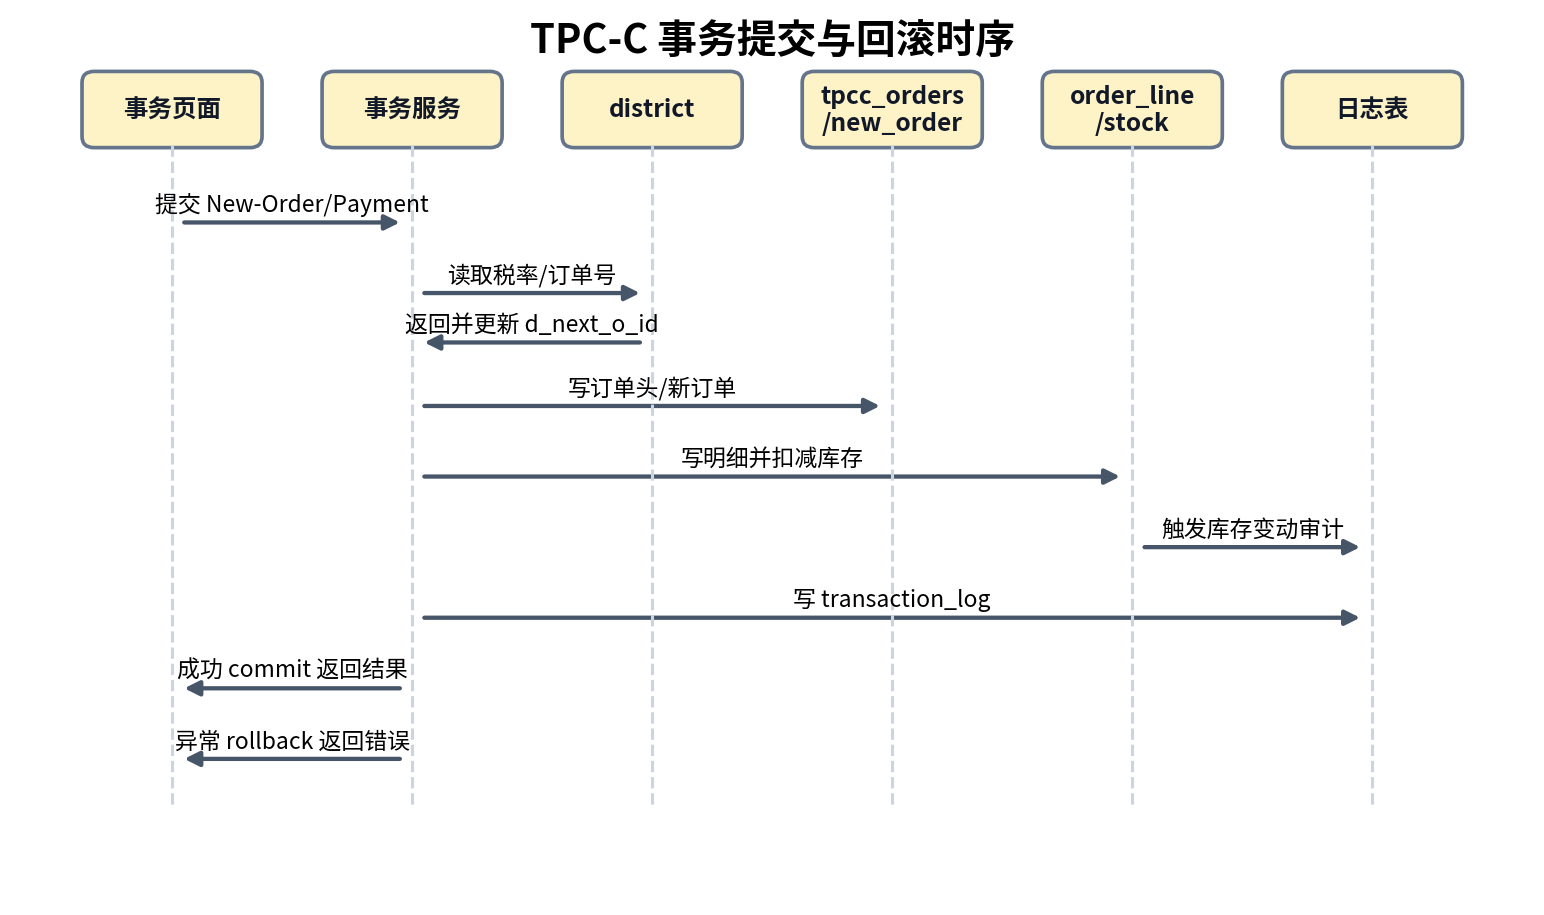 TPC-C 事务提交与回滚时序
事务页面
事务服务
district
tpcc_orders
/new_order
order_line
/stock
日志表
提交 New-Order/Payment
读取税率/订单号
返回并更新 d_next_o_id
写订单头/新订单
写明细并扣减库存
触发库存变动审计
写 transaction_log
成功 commit 返回结果
异常 rollback 返回错误